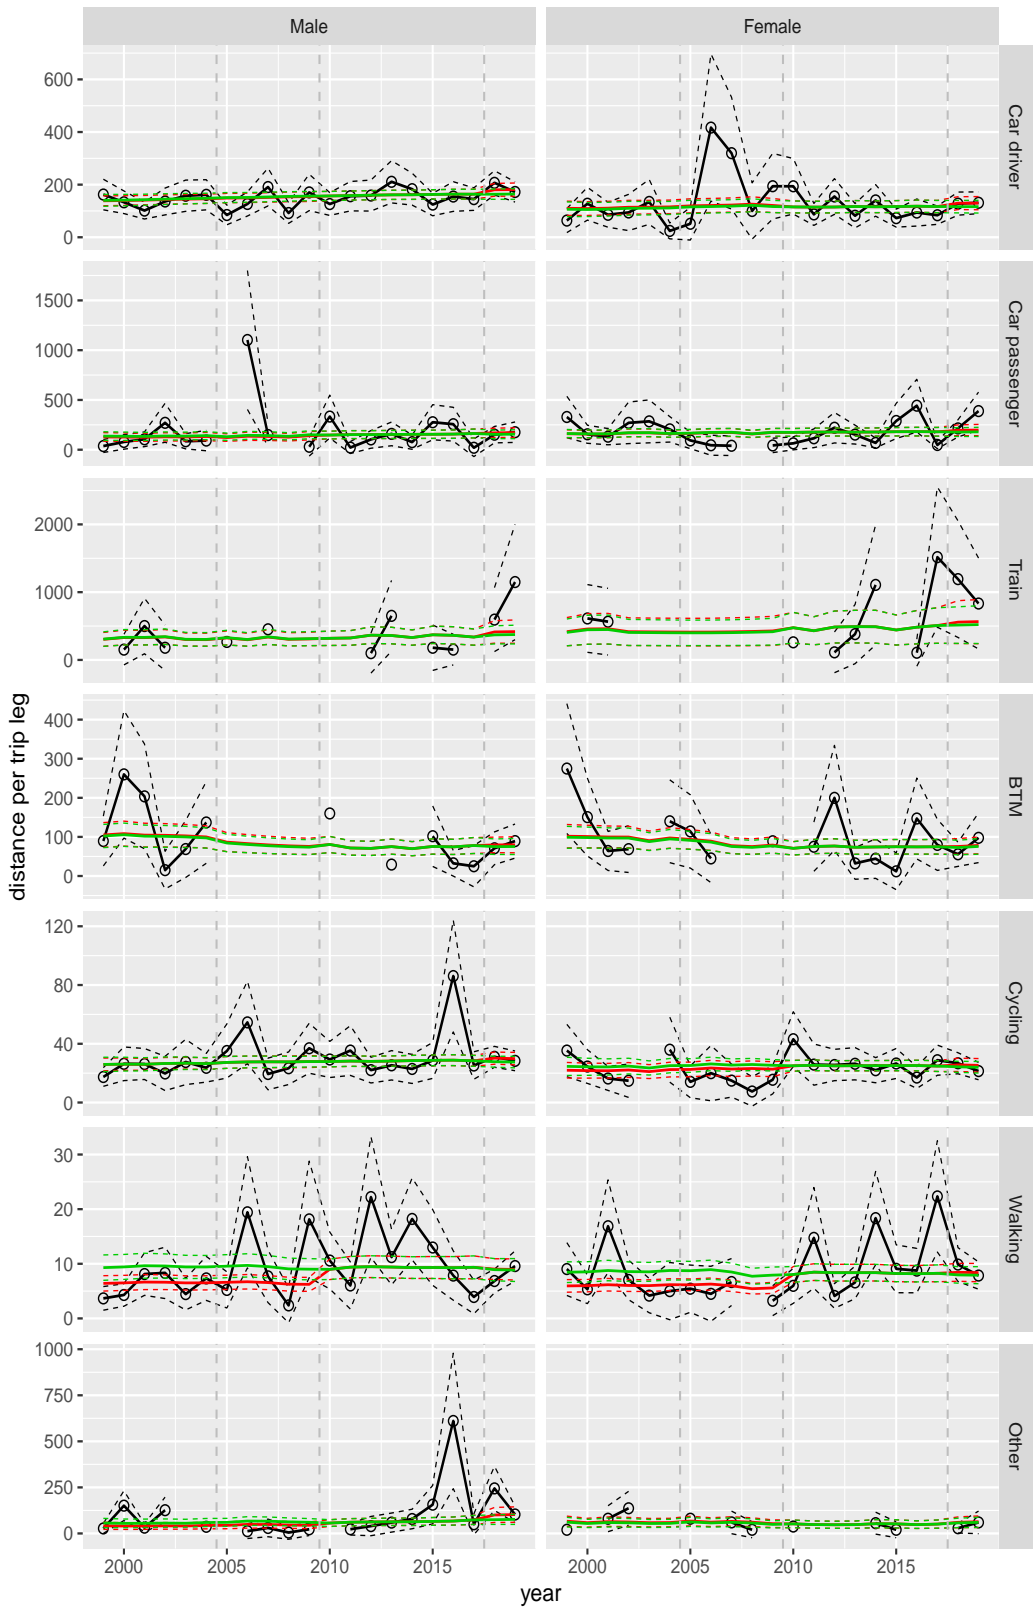 Male Female
600
400
200
0
Car driver
1500
1000
500
0
Car passenger
2000
1000
0
Train
400
300
200
100
0
BTM
120
80
40
0
Cycling
30
20
10
0
Walking
1000
750
500
250
0
Other
2000 2005 2010 2015 2000 2005 2010 2015
year
distance per trip leg